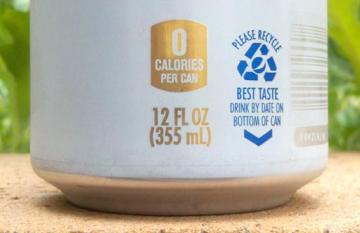 0
CALORIES
PER CAN
12 FL OZ
(355 mL)
PLEASE RECYCLE
BEST TASTE
DRINK BY DATE ON
BOTTOM OF CAN